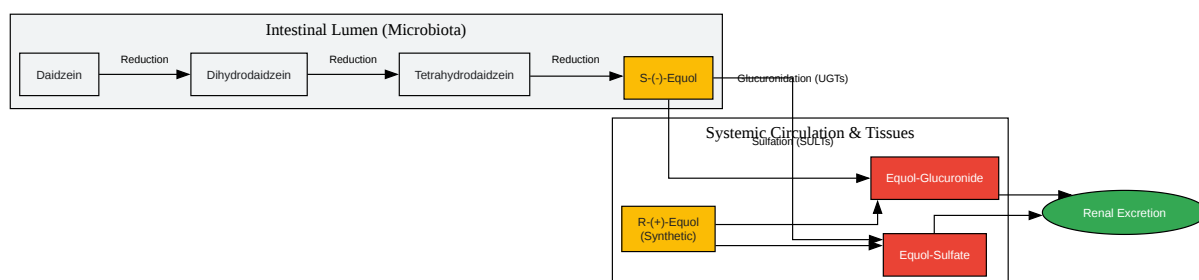 Intestinal Lumen (Microbiota)
Daidzein
Reduction
Dihydrodaidzein
Reduction
Tetrahydrodaidzein
Reduction
S-(-)-Equol
Glucuronidation (UGTs)
Sulfation (SULTs)
Systemic Circulation & Tissues
Equol-Glucuronide
R-(+)-Equol
(Synthetic)
Equol-Sulfate
Renal Excretion